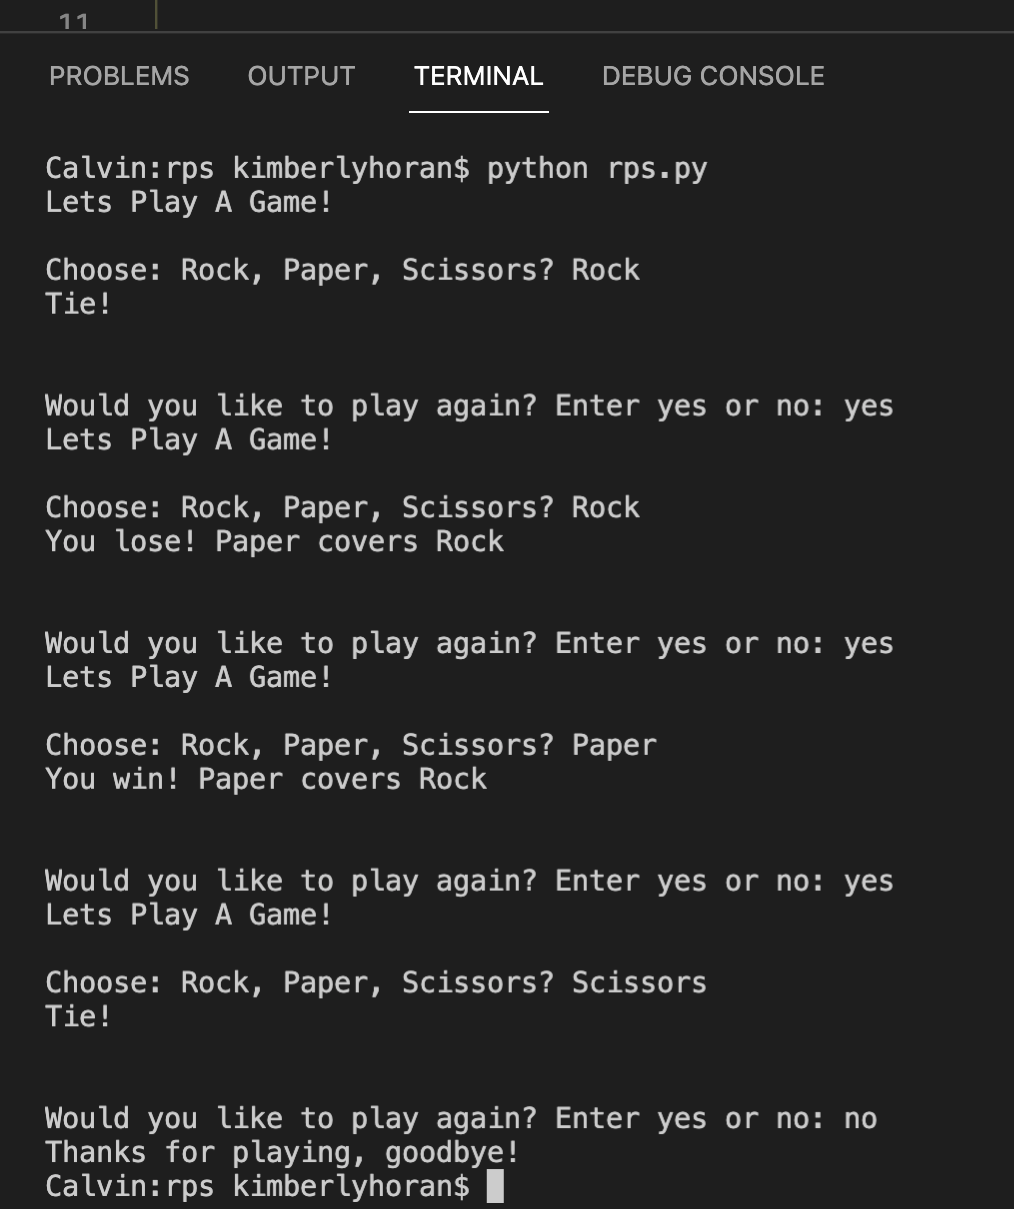 11
PROBLEMS OUTPUT TERMINAL DEBUG CONSOLE
Calvin:rps kimberlyhoran$ python rps.py
Lets Play A Game!
Choose: Rock, Paper, Scissors? Rock
Tie!
Would you like to play again? Enter yes or no: yes
Lets Play A Game!
Choose: Rock, Paper, Scissors? Rock
You lose! Paper covers Rock
Would you like to play again? Enter yes or no: yes
Lets Play A Game!
Choose: Rock, Paper, Scissors? Paper
You win! Paper covers Rock
Would you like to play again? Enter yes or no: yes
Lets Play A Game!
Choose: Rock, Paper, Scissors? Scissors
Tie!
Would you like to play again? Enter yes or no: no
Thanks for playing, goodbye!
Calvin:rps kimberlyhoran$